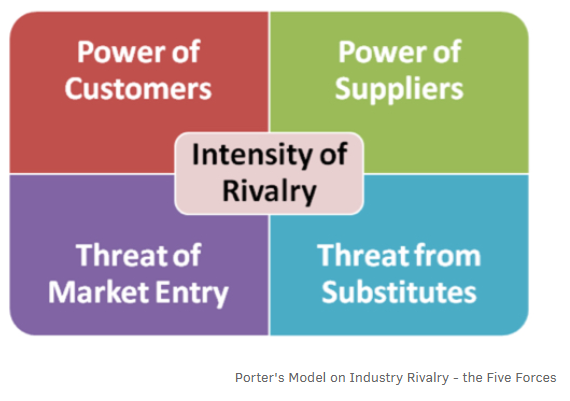 Power of
Customers
Power of
Suppliers
Intensity of
Rivalry
Threat of
Market Entry
Threat from
Substitutes
Porter's Model on Industry Rivalry - the Five Forces